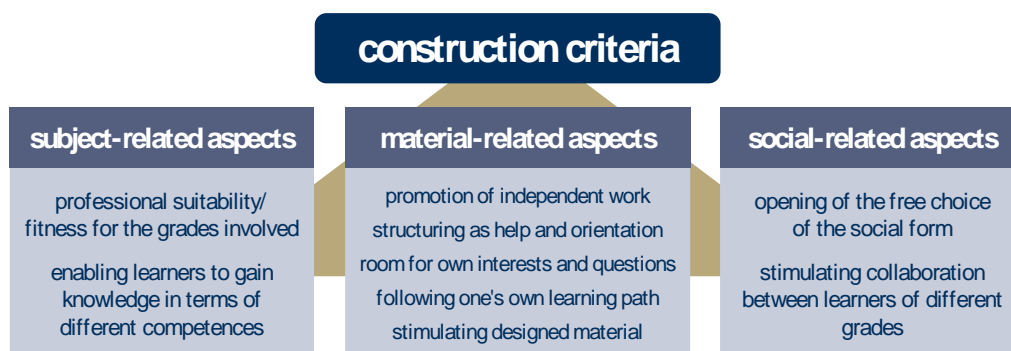 construction criteria
subject-related aspects
professional suitability/
fitness for the grades involved
enabling learners to gain
knowledge in terms of
different competences
material-related aspects
promotion of independent work
structuring as help and orientation
room for own interests and questions
following one's own learning path
stimulating designed material
social-related aspects
opening of the free choice
of the social form
stimulating collaboration
between learners of different
grades